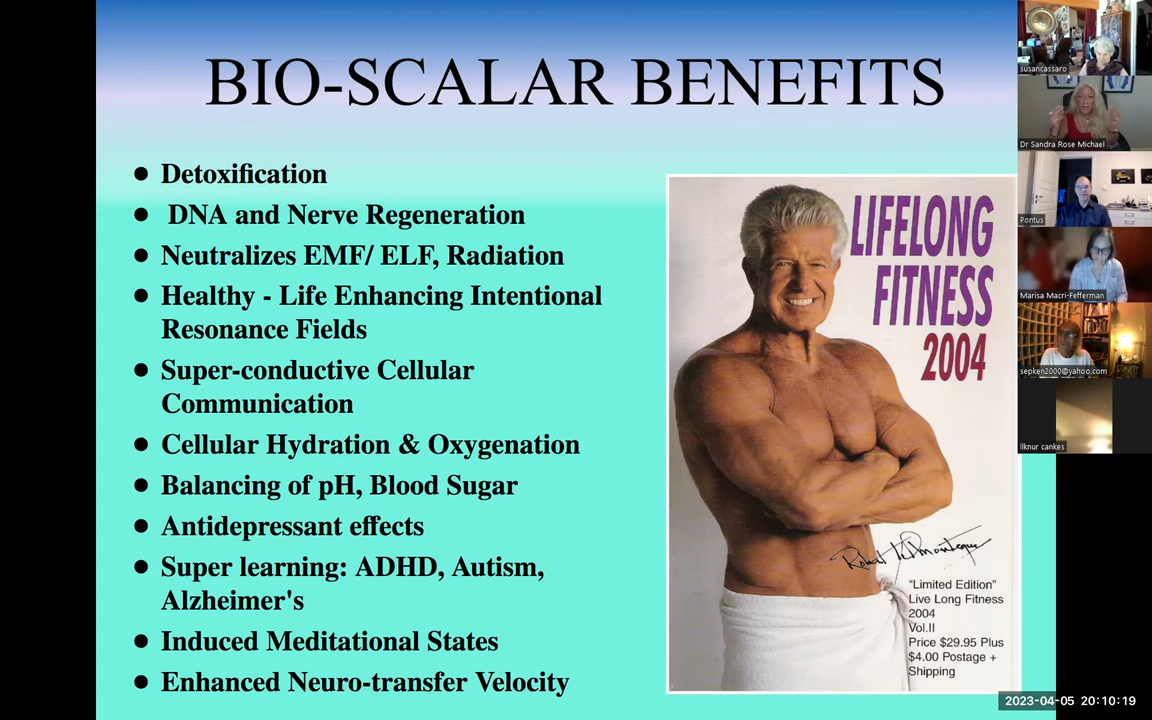 BIO-SCALAR BENEFITS
• Detoxification
• DNA and Nerve Regeneration
• Neutralizes EMF/ ELF, Radiation
• Healthy - Life Enhancing Intentional
Resonance Fields
• Super-conductive Cellular
Communication
• Cellular Hydration & Oxygenation
• Balancing of pH, Blood Sugar
• Antidepressant effects
• Super learning: ADHD, Autism,
Alzheimer's
• Induced Meditational States
• Enhanced Neuro-transfer Velocity
LIFELONG
FITNESS
2004
"Limited Edition"
Live Long Fitness
2004
Vol.II
Price $29.95 Plus
$4.00 Postage +
Shipping
susancassaro
Dr Sandra Rose Michael
Pontus
Marisa Macri-Fefferman
sepken2000@yahoo.com
ilknur cankes
2023-04-05 20:10:19